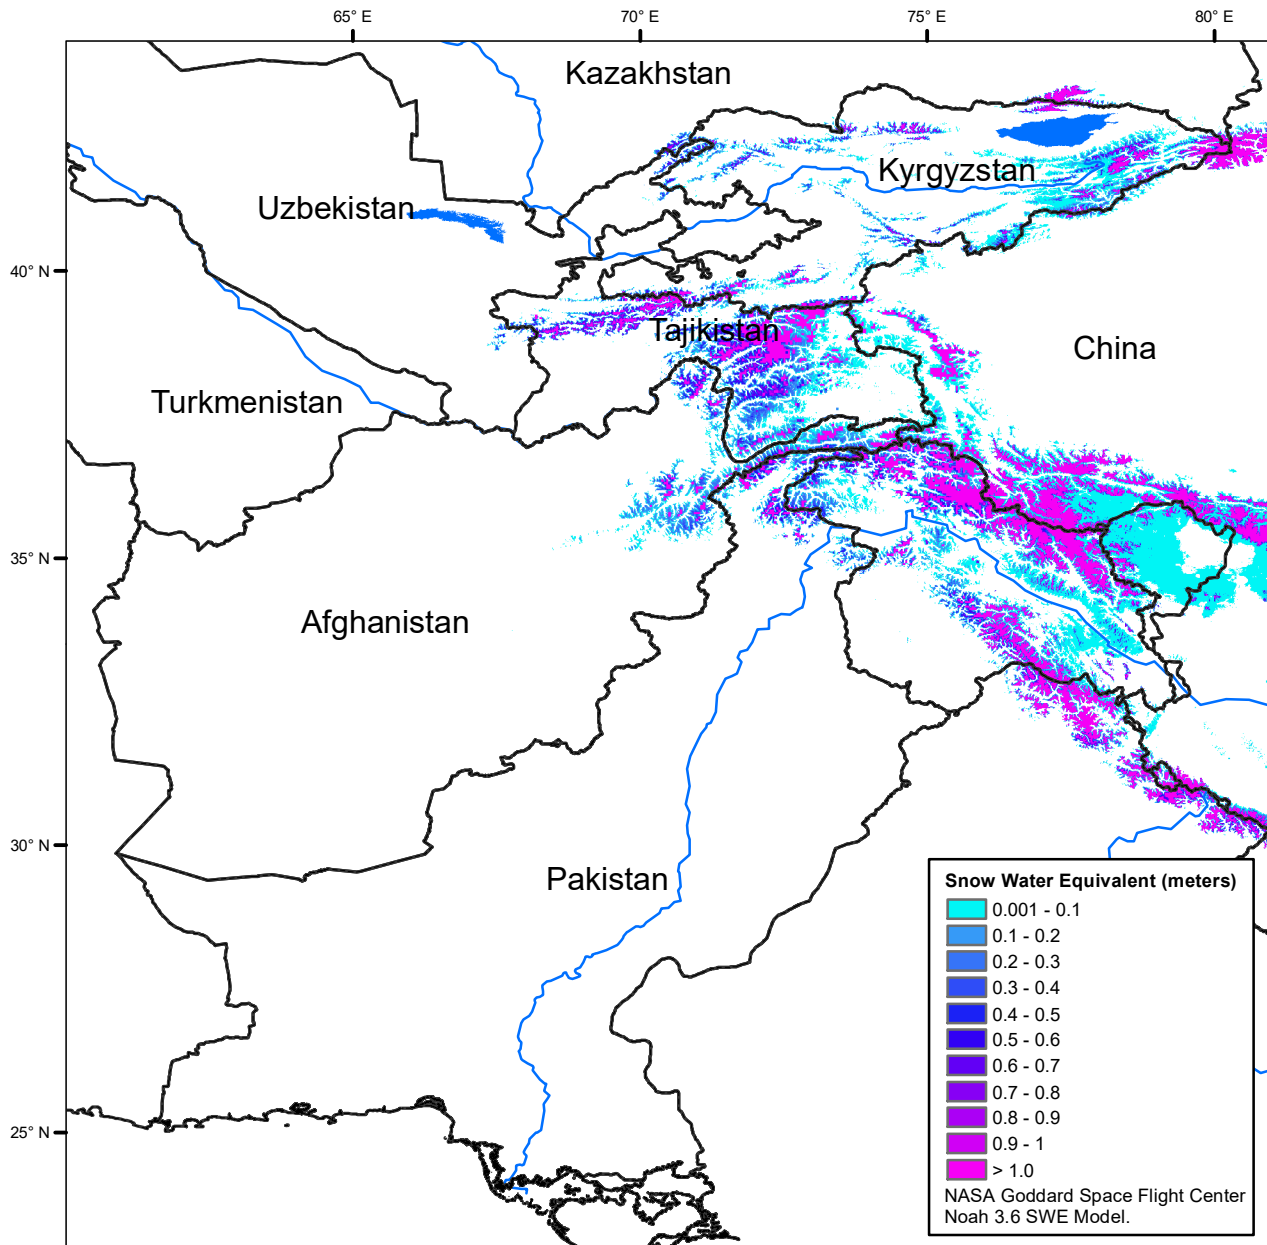 65° E
70° E
75° E
80° E
Kazakhstan
Kyrgyzstan
Uzbekistan
40° N
Tajikistan
China
Turkmenistan
35° N
Afghanistan
30° N
Pakistan
25° N
Snow Water Equivalent (meters)
0.001 - 0.1
0.1 - 0.2
0.2 - 0.3
0.3 - 0.4
0.4 - 0.5
0.5 - 0.6
0.6 - 0.7
0.7 - 0.8
0.8 - 0.9
0.9 - 1
> 1.0
NASA Goddard Space Flight Center
Noah 3.6 SWE Model.